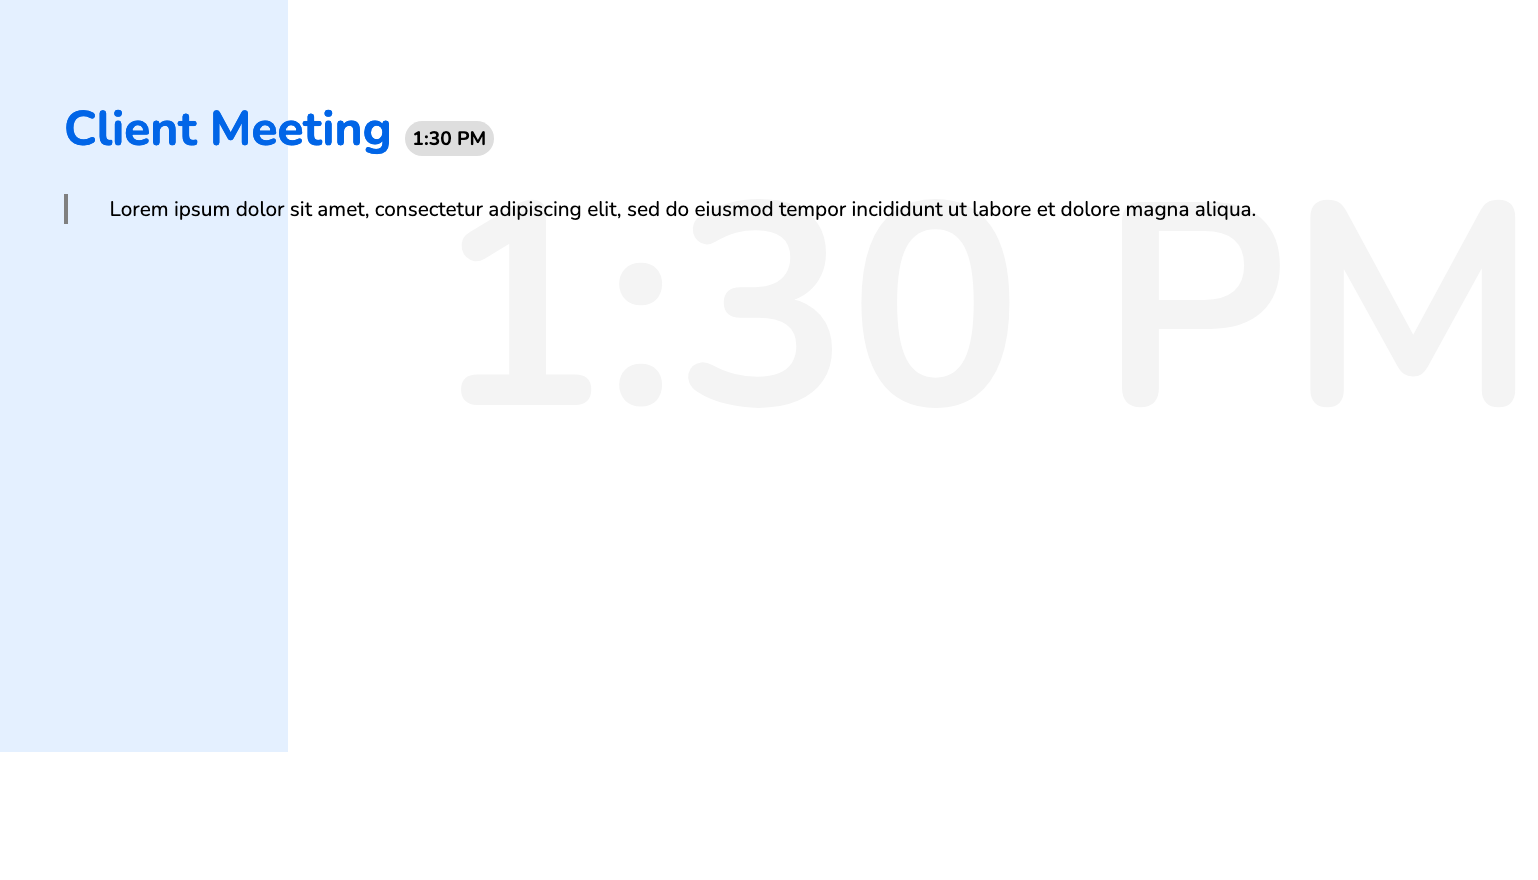 Client Meeting 1:30 PM
Lorem ipsum dolor sit amet, consectetur adipiscing elit, sed do eiusmod tempor incididunt ut labore et dolore magna aliqua.
1:30 PM